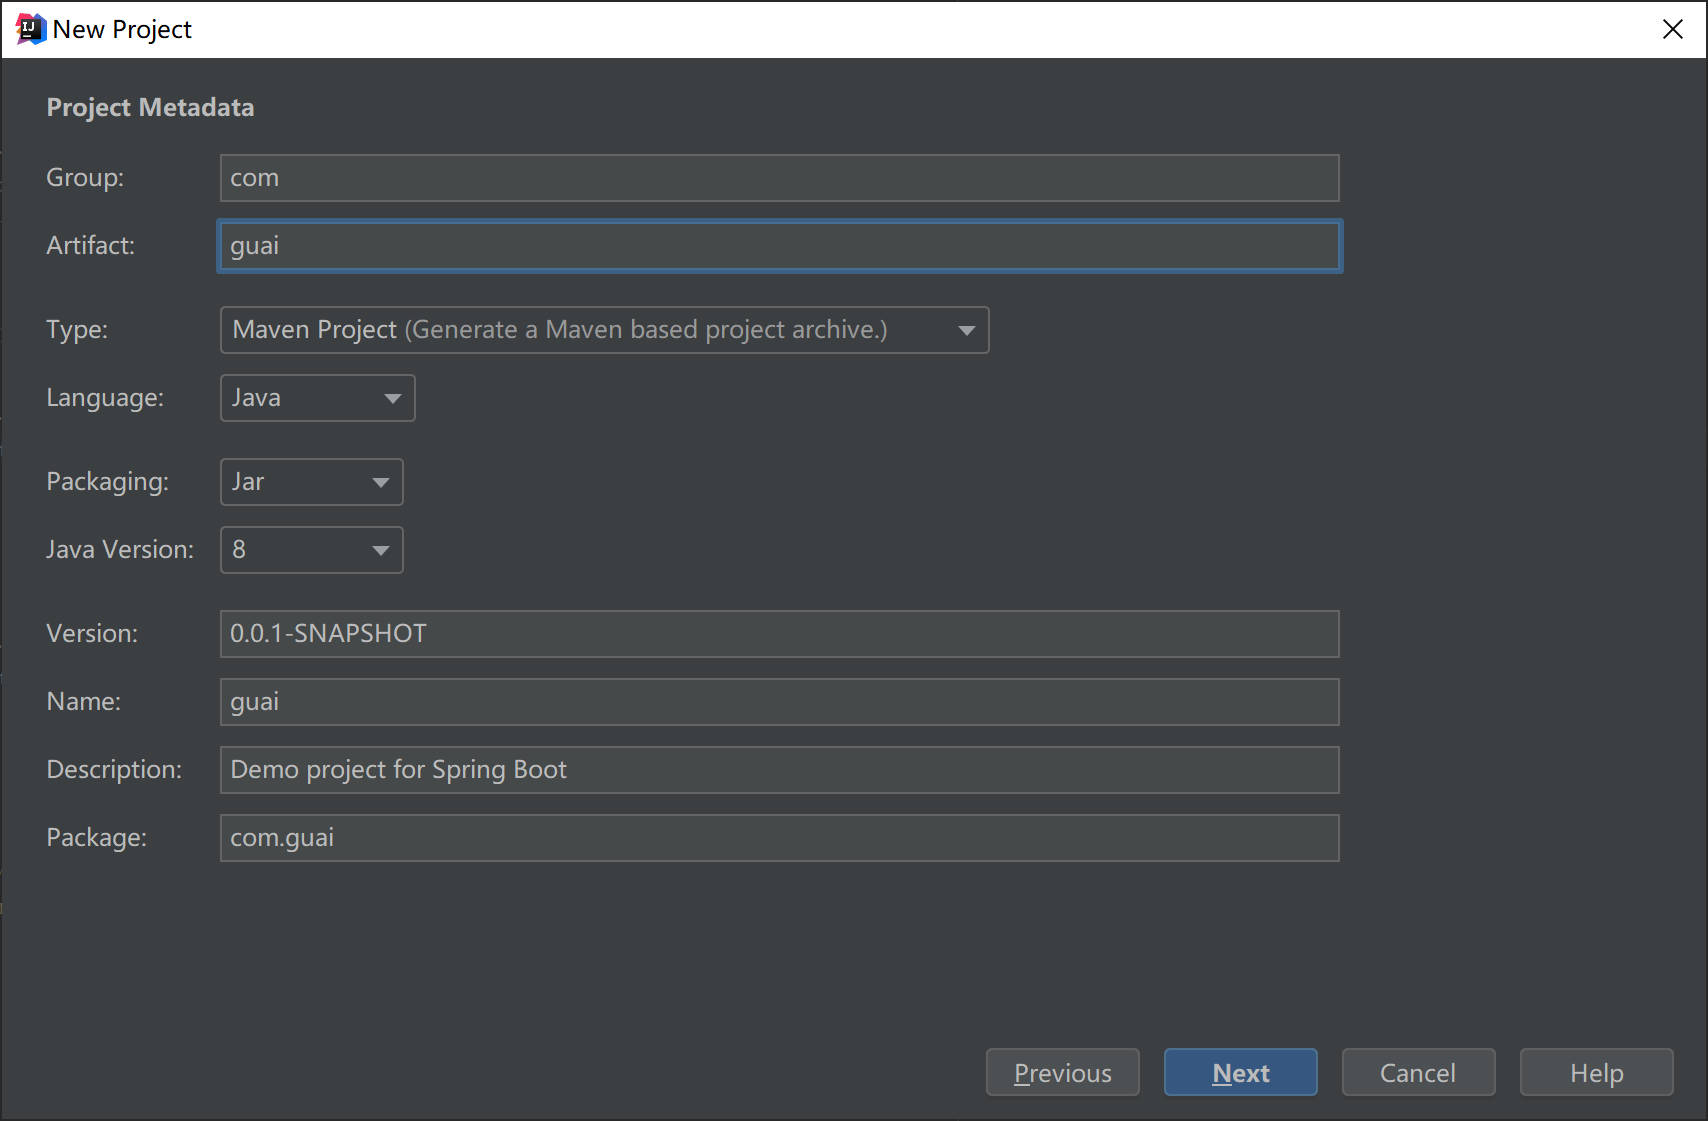 IJ
New Project
Project Metadata
Group: com
Artifact: guai
Type: Maven Project (Generate a Maven based project archive.)
Language: Java
Packaging: Jar
Java Version: 8
Version: 0.0.1-SNAPSHOT
Name: guai
Description: Demo project for Spring Boot
Package: com.guai
Previous Next Cancel Help